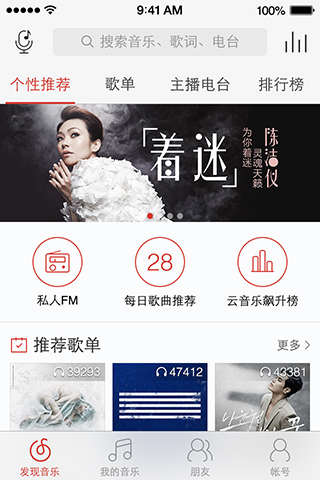 9:41 AM
100%
搜索音乐、歌词、电台
个性推荐 歌单 主播电台 排行榜
「着迷」
陈洁仪
灵魂天籁
为你着迷
28
私人FM 每日歌曲推荐 云音乐飙升榜
推荐歌单 更多
39293 47412 43381
发现音乐 我的音乐 朋友 帐号